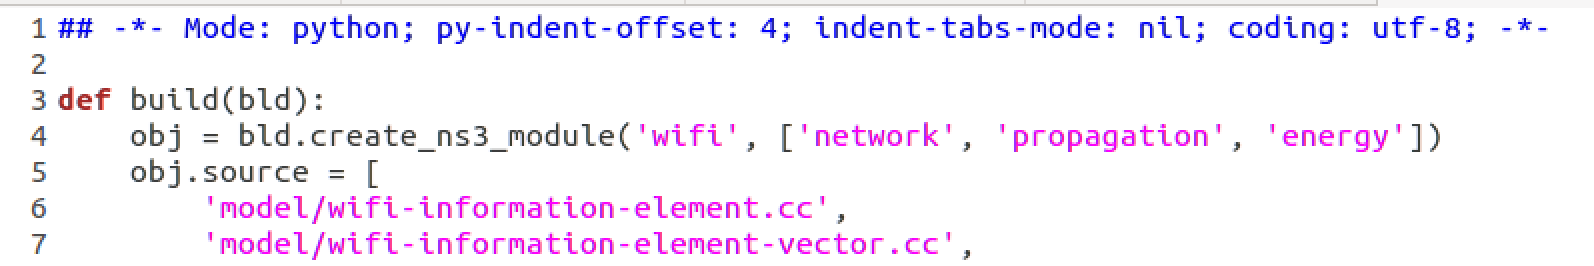 1 ## -*- Mode: python; py-indent-offset: 4; indent-tabs-mode: nil; coding: utf-8; -*-
2
3 def build(bld):
4     obj = bld.create_ns3_module('wifi', ['network', 'propagation', 'energy'])
5     obj.source = [
6         'model/wifi-information-element.cc',
7         'model/wifi-information-element-vector.cc',